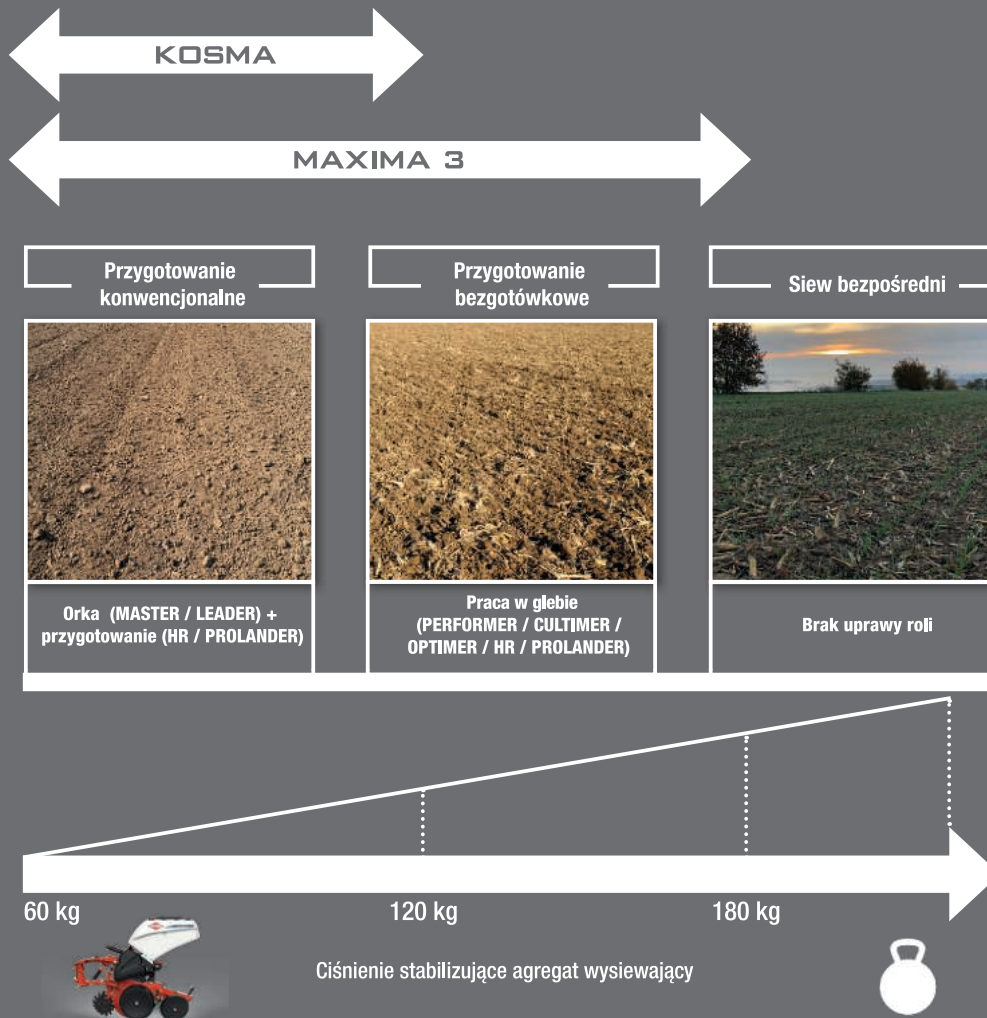 KOSMA
MAXIMA 3
Przygotowanie
konwencjonalne
Przygotowanie
bezgotówkowe
Siew bezpośredni
Orka (MASTER / LEADER) +
przygotowanie (HR / PROLANDER)
Praca w glebie
(PERFORMER / CULTIMER /
OPTIMER / HR / PROLANDER)
Brak uprawy roli
60 kg
120 kg
180 kg
Ciśnienie stabilizujące agregat wysiewający